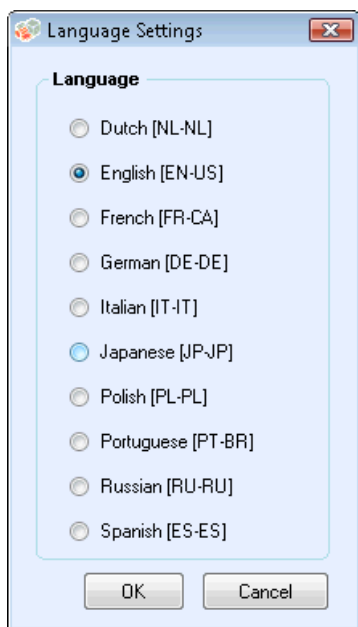 Language Settings
Language
Dutch [NL-NL]
English [EN-US]
French [FR-CA]
German [DE-DE]
Italian [IT-IT]
Japanese [JP-JP]
Polish [PL-PL]
Portuguese [PT-BR]
Russian [RU-RU]
Spanish [ES-ES]
OK Cancel